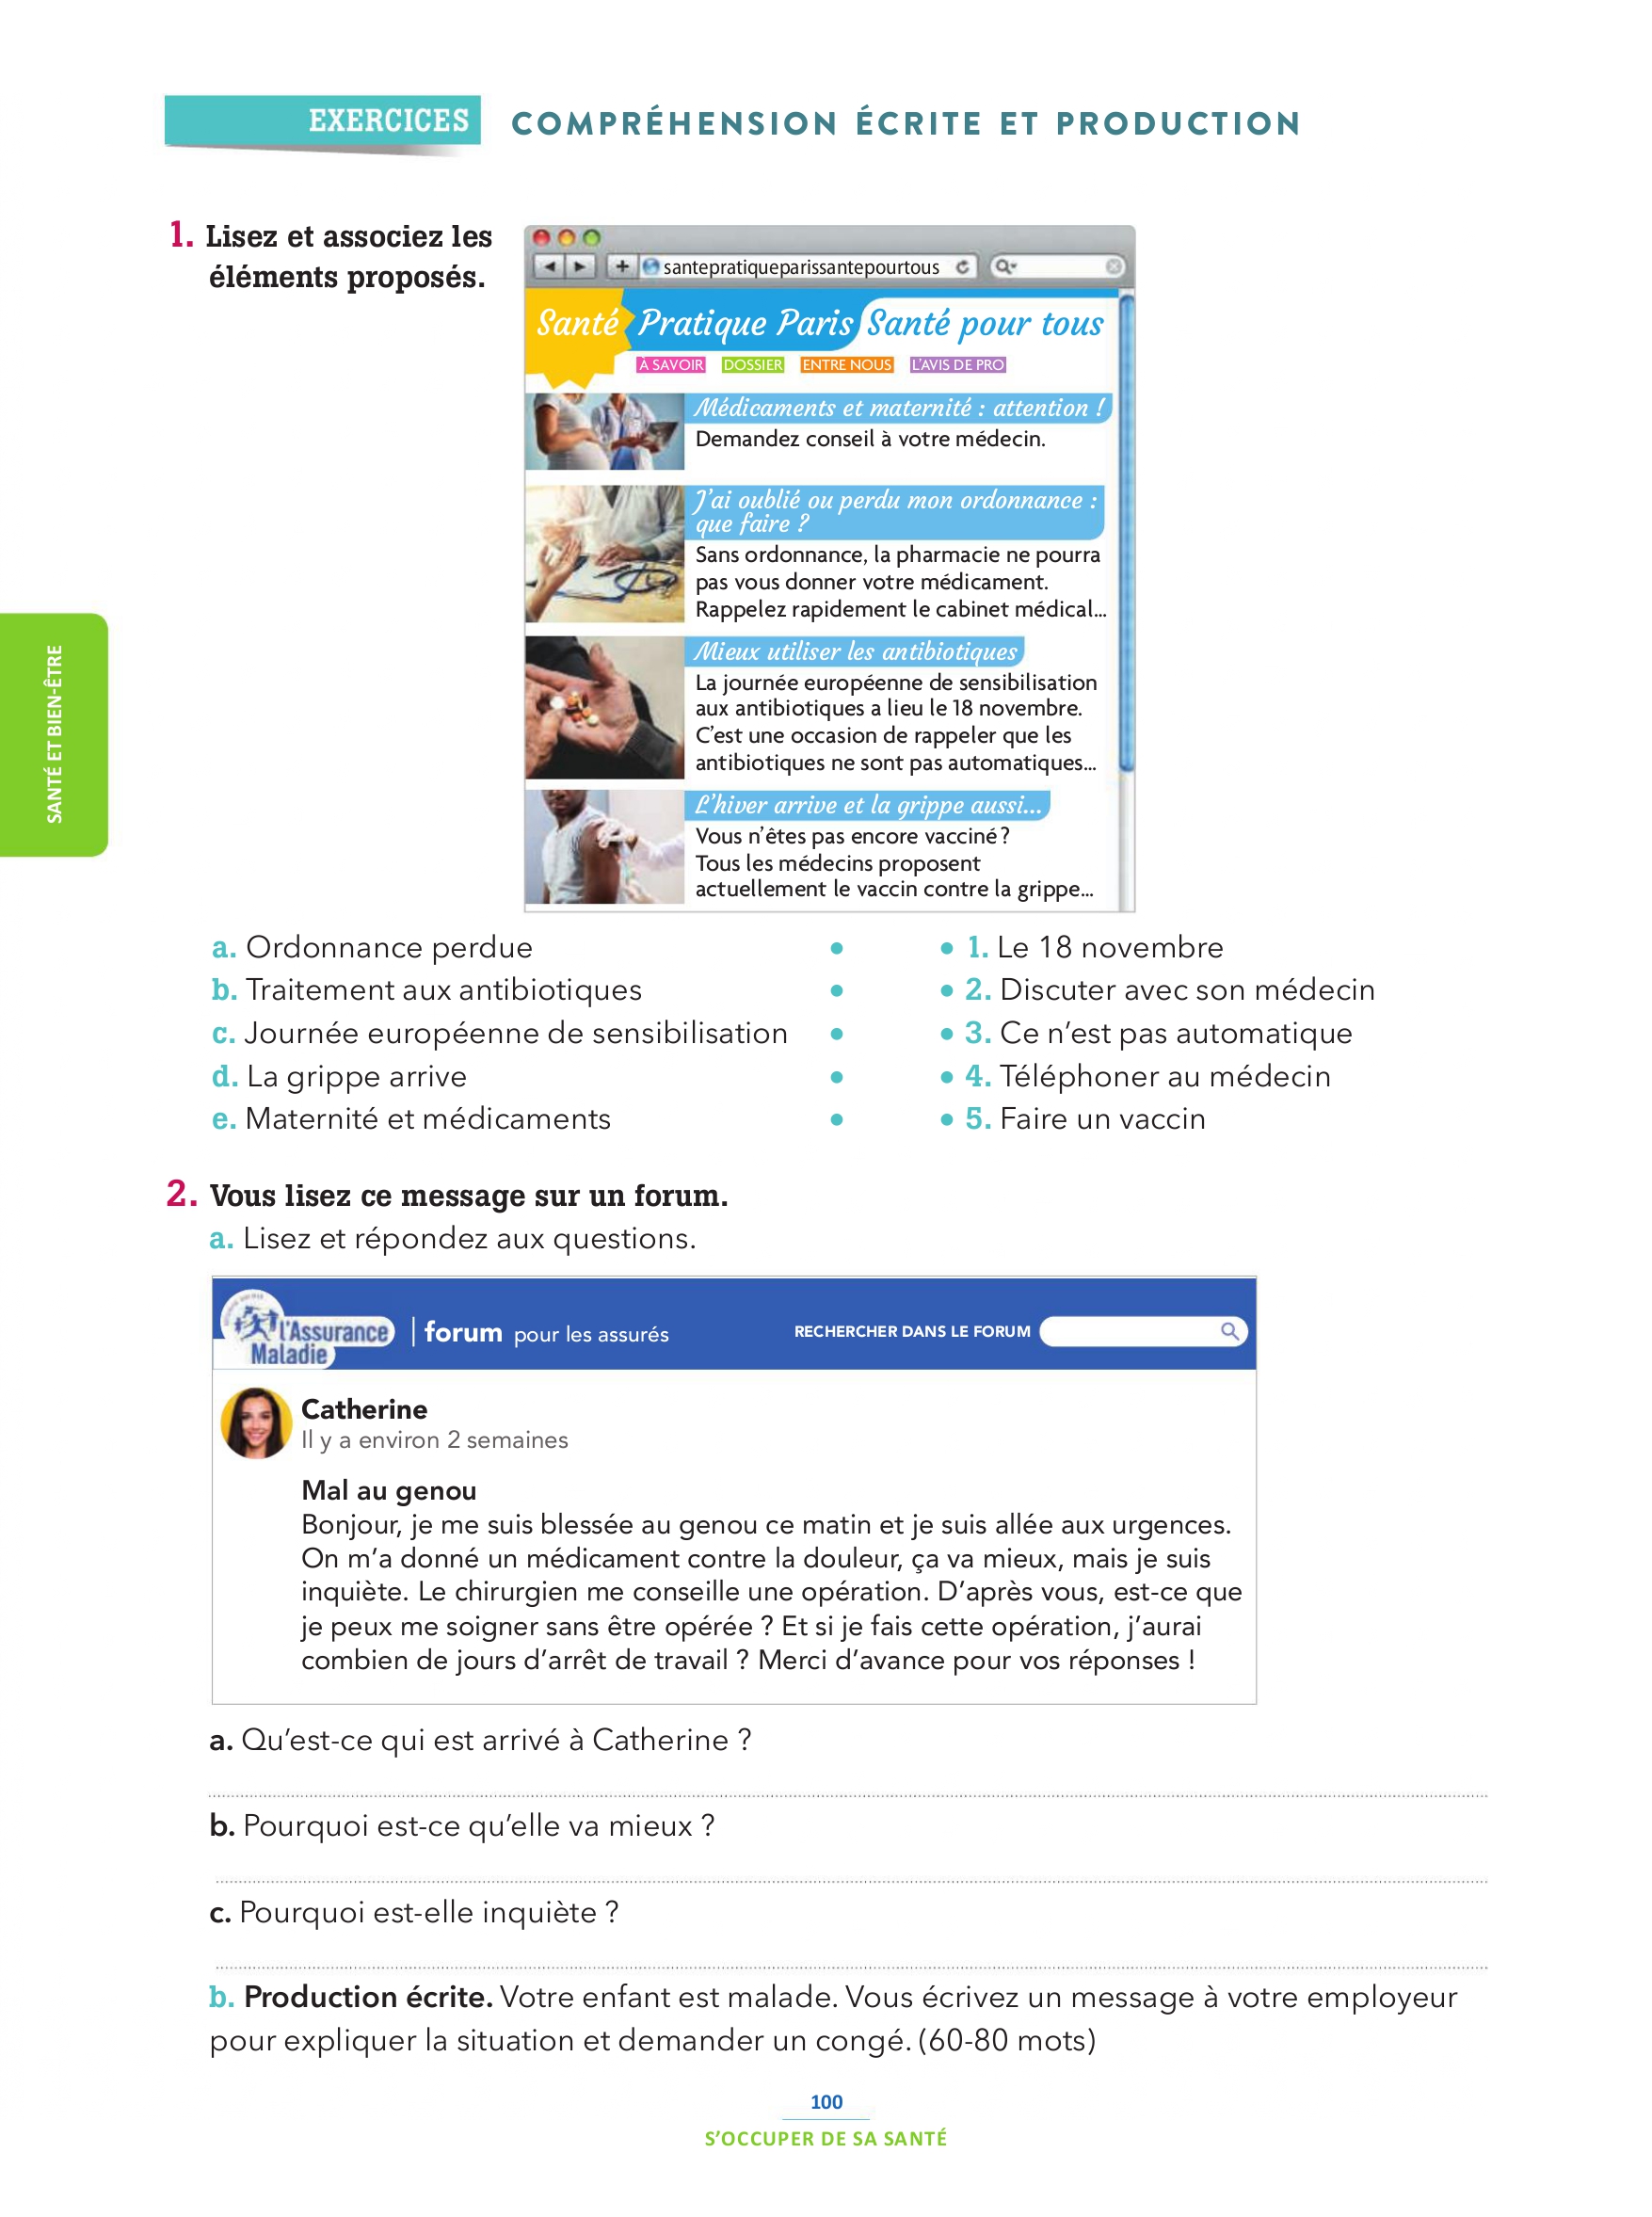 EXERCICES
COMPRÉHENSION ÉCRITE ET PRODUCTION
1. Lisez et associez les
éléments proposés.
santepratiqueparissantepourtous
Santé Pratique Paris Santé pour tous
À SAVOIR DOSSIER ENTRE NOUS L'AVIS DE PRO
Médicaments et maternité : attention !
Demandez conseil à votre médecin.
J'ai oublié ou perdu mon ordonnance :
que faire ?
Sans ordonnance, la pharmacie ne pourra
pas vous donner votre médicament.
Rappelez rapidement le cabinet médical...
Mieux utiliser les antibiotiques
La journée européenne de sensibilisation
aux antibiotiques a lieu le 18 novembre.
C'est une occasion de rappeler que les
antibiotiques ne sont pas automatiques...
L'hiver arrive et la grippe aussi...
Vous n'êtes pas encore vacciné ?
Tous les médecins proposent
actuellement le vaccin contre la grippe...
SANTÉ ET BIEN-ÊTRE
a. Ordonnance perdue • • 1. Le 18 novembre
b. Traitement aux antibiotiques • • 2. Discuter avec son médecin
c. Journée européenne de sensibilisation • • 3. Ce n'est pas automatique
d. La grippe arrive • • 4. Téléphoner au médecin
e. Maternité et médicaments • • 5. Faire un vaccin
2. Vous lisez ce message sur un forum.
a. Lisez et répondez aux questions.
l'Assurance
Maladie
forum pour les assurés
RECHERCHER DANS LE FORUM
Catherine
Il y a environ 2 semaines
Mal au genou
Bonjour, je me suis blessée au genou ce matin et je suis allée aux urgences.
On m'a donné un médicament contre la douleur, ça va mieux, mais je suis
inquiète. Le chirurgien me conseille une opération. D'après vous, est-ce que
je peux me soigner sans être opérée ? Et si je fais cette opération, j'aurai
combien de jours d'arrêt de travail ? Merci d'avance pour vos réponses !
a. Qu'est-ce qui est arrivé à Catherine ?
b. Pourquoi est-ce qu'elle va mieux ?
c. Pourquoi est-elle inquiète ?
b. Production écrite. Votre enfant est malade. Vous écrivez un message à votre employeur
pour expliquer la situation et demander un congé. (60-80 mots)
100
S'OCCUPER DE SA SANTÉ